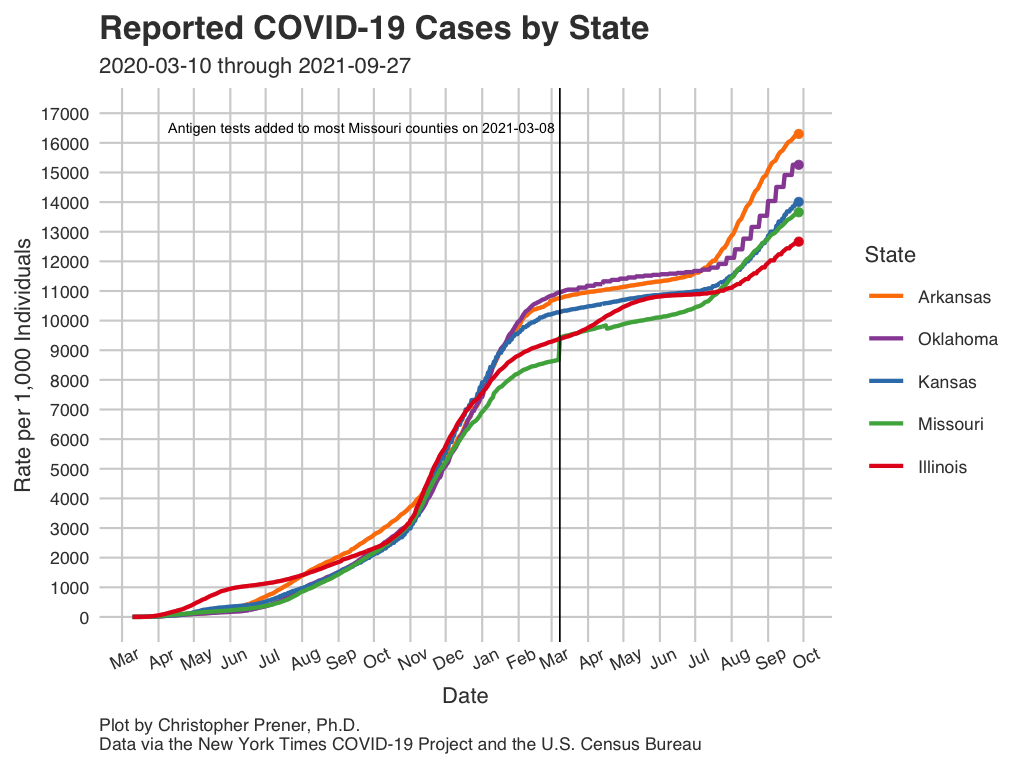 Reported COVID-19 Cases by State
2020-03-10 through 2021-09-27
17000
16000
15000
14000
13000
12000
11000
10000
9000
8000
7000
6000
5000
4000
3000
2000
1000
0
Rate per 1,000 Individuals
Antigen tests added to most Missouri counties on 2021-03-08
State
Arkansas
Oklahoma
Kansas
Missouri
Illinois
Mar Apr May Jun Jul Aug Sep Oct Nov Dec Jan Feb Mar Apr May Jun Jul Aug Sep Oct
Date
Plot by Christopher Prener, Ph.D.
Data via the New York Times COVID-19 Project and the U.S. Census Bureau